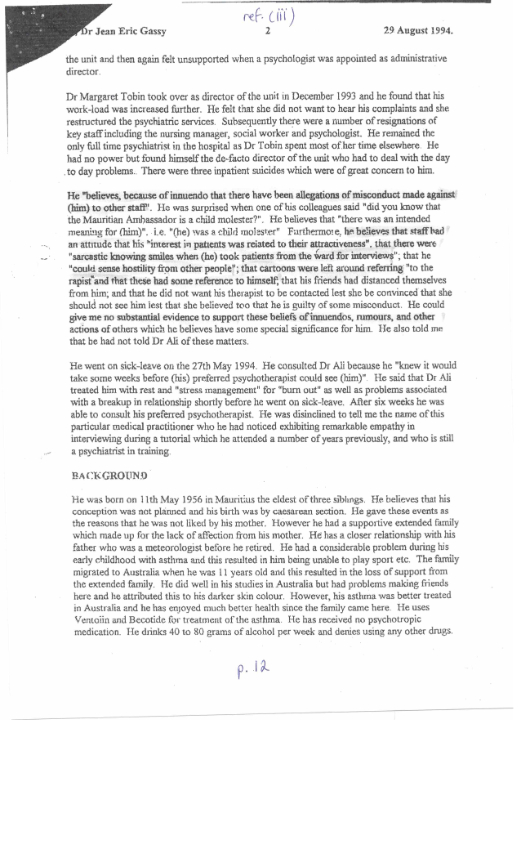 ref. (iii)
Dr Jean Eric Gassy 2 29 August 1994.
the unit and then again felt unsupported when a psychologist was appointed as administrative
director.
Dr Margaret Tobin took over as director of the unit in December 1993 and he found that his
work-load was increased further. He felt that she did not want to hear his complaints and she
restructured the psychiatric services. Subsequently there were a number of resignations of
key staff including the nursing manager, social worker and psychologist. He remained the
only full time psychiatrist in the hospital as Dr Tobin spent most of her time elsewhere. He
had no power but found himself the de-facto director of the unit who had to deal with the day
to day problems. There were three inpatient suicides which were of great concern to him.
He "believes, because of innuendo that there have been allegations of misconduct made against
(him) to other staff". He was surprised when one of his colleagues said "did you know that
the Mauritian Ambassador is a child molester?". He believes that "there was an intended
meaning for (him)". i.e. "(he) was a child molester" Furthermore, he believes that staff had
an attitude that his "interest in patients was related to their attractiveness", that there were
"sarcastic knowing smiles when (he) took patients from the ward for interviews"; that he
"could sense hostility from other people"; that cartoons were left around referring "to the
rapist" and that these had some reference to himself, that his friends had distanced themselves
from him; and that he did not want his therapist to be contacted lest she be convinced that she
should not see him lest that she believed too that he is guilty of some misconduct. He could
give me no substantial evidence to support these beliefs of innuendos, rumours, and other
actions of others which he believes have some special significance for him. He also told me
that he had not told Dr Ali of these matters.
He went on sick-leave on the 27th May 1994. He consulted Dr Ali because he "knew it would
take some weeks before (his) preferred psychotherapist could see (him)". He said that Dr Ali
treated him with rest and "stress management" for "burn out" as well as problems associated
with a breakup in relationship shortly before he went on sick-leave. After six weeks he was
able to consult his preferred psychotherapist. He was disinclined to tell me the name of this
particular medical practitioner who he had noticed exhibiting remarkable empathy in
interviewing during a tutorial which he attended a number of years previously, and who is still
a psychiatrist in training.
BACKGROUND
He was born on 11th May 1956 in Mauritius the eldest of three siblings. He believes that his
conception was not planned and his birth was by caesarean section. He gave these events as
the reasons that he was not liked by his mother. However he had a supportive extended family
which made up for the lack of affection from his mother. He has a closer relationship with his
father who was a meteorologist before he retired. He had a considerable problem during his
early childhood with asthma and this resulted in him being unable to play sport etc. The family
migrated to Australia when he was 11 years old and this resulted in the loss of support from
the extended family. He did well in his studies in Australia but had problems making friends
here and he attributed this to his darker skin colour. However, his asthma was better treated
in Australia and he has enjoyed much better health since the family came here. He uses
Ventolin and Becotide for treatment of the asthma. He has received no psychotropic
medication. He drinks 40 to 80 grams of alcohol per week and denies using any other drugs.
p. 12